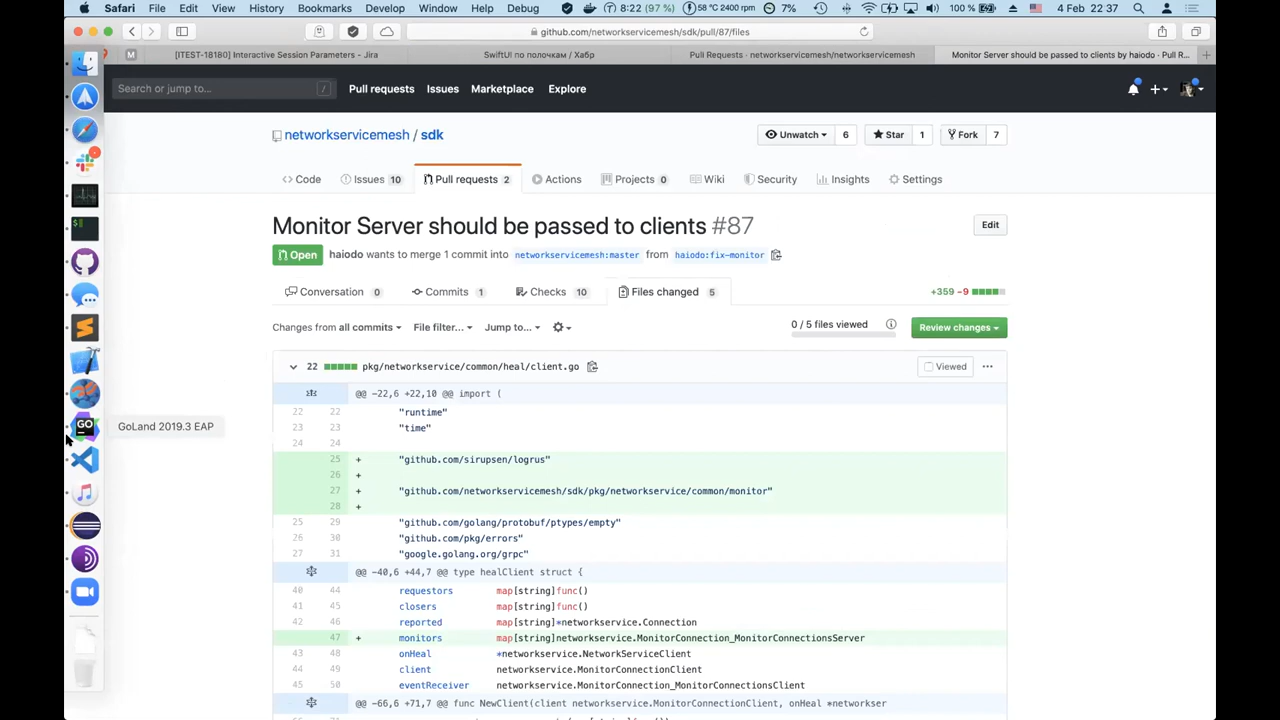 Safari File Edit View History Bookmarks Develop Window Help Debug 8:22 (97 %) 58 °C 2400 rpm 7% 100 % 4 Feb 22 37
github.com/networkservicemesh/sdk/pull/87/files
M [ITEST-18180] Interactive Session Parameters - Jira SwiftUI по полочкам / Хабр Pull Requests · networkservicemesh/networkservicemesh Monitor Server should be passed to clients by haiodo · Pull R...
Search or jump to... / Pull requests Issues Marketplace Explore
networkservicemesh / sdk Unwatch 6 Star 1 Fork 7
Code Issues 10 Pull requests 2 Actions Projects 0 Wiki Security Insights Settings
Monitor Server should be passed to clients #87 Edit
Open haiodo wants to merge 1 commit into networkservicemesh:master from haiodo:fix-monitor
Conversation 0 Commits 1 Checks 10 Files changed 5 +359 −9
Changes from all commits File filter... Jump to... 0 / 5 files viewed Review changes
22 pkg/networkservice/common/heal/client.go Viewed ...
@@ -22,6 +22,10 @@ import (
22 22 "runtime"
23 23 "time"
24 24
25 + "github.com/sirupsen/logrus"
26 +
27 + "github.com/networkservicemesh/sdk/pkg/networkservice/common/monitor"
28 +
25 29 "github.com/golang/protobuf/ptypes/empty"
26 30 "github.com/pkg/errors"
27 31 "google.golang.org/grpc"
@@ -40,6 +44,7 @@ type healClient struct {
40 44 requestors map[string]func()
41 45 closers map[string]func()
42 46 reported map[string]*networkservice.Connection
47 + monitors map[string]networkservice.MonitorConnection_MonitorConnectionsServer
43 48 onHeal *networkservice.NetworkServiceClient
44 49 client networkservice.MonitorConnectionClient
45 50 eventReceiver networkservice.MonitorConnection_MonitorConnectionsClient
@@ -66,6 +71,7 @@ func NewClient(client networkservice.MonitorConnectionClient, onHeal *networkser
GO GoLand 2019.3 EAP